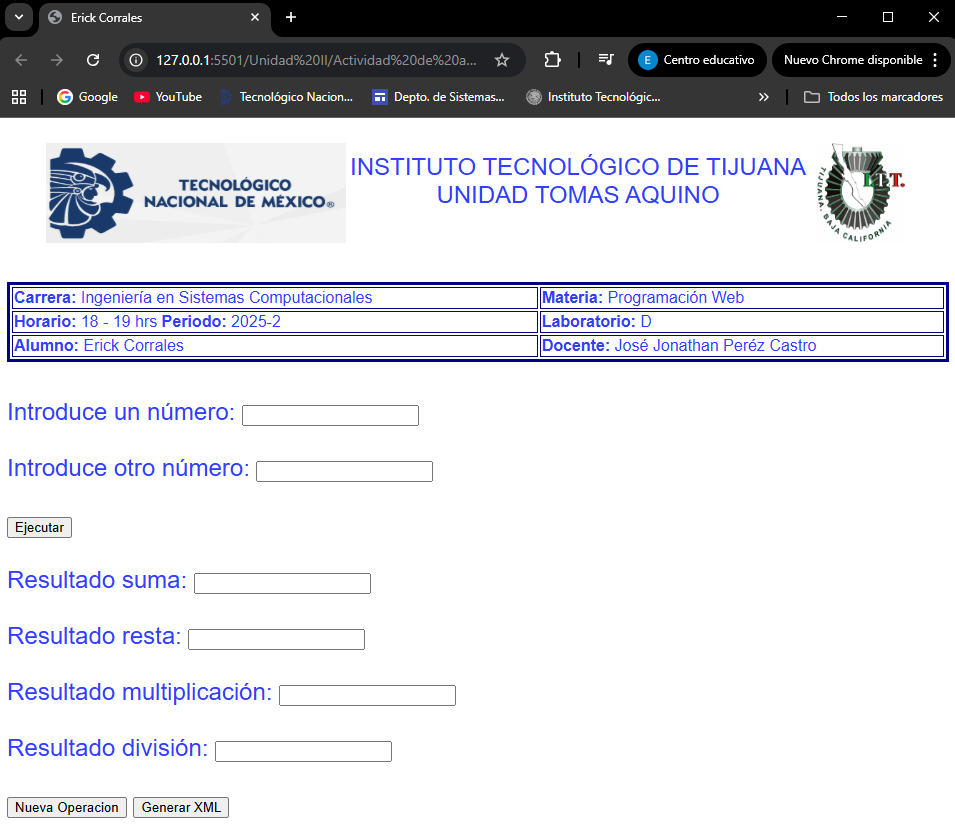 Erick Corrales
127.0.0.1:5501/Unidad%20II/Actividad%20de%20a...
E Centro educativo
Nuevo Chrome disponible
Google
YouTube
Tecnológico Nacion...
Depto. de Sistemas...
Instituto Tecnológic...
Todos los marcadores
TECNOLÓGICO
NACIONAL DE MÉXICO®
INSTITUTO TECNOLÓGICO DE TIJUANA
UNIDAD TOMAS AQUINO
I.T.
TIJUANA, BAJA CALIFORNIA
Carrera: Ingeniería en Sistemas Computacionales
Materia: Programación Web
Horario: 18 - 19 hrs Periodo: 2025-2
Laboratorio: D
Alumno: Erick Corrales
Docente: José Jonathan Peréz Castro
Introduce un número:
Introduce otro número:
Ejecutar
Resultado suma:
Resultado resta:
Resultado multiplicación:
Resultado división:
Nueva Operacion
Generar XML